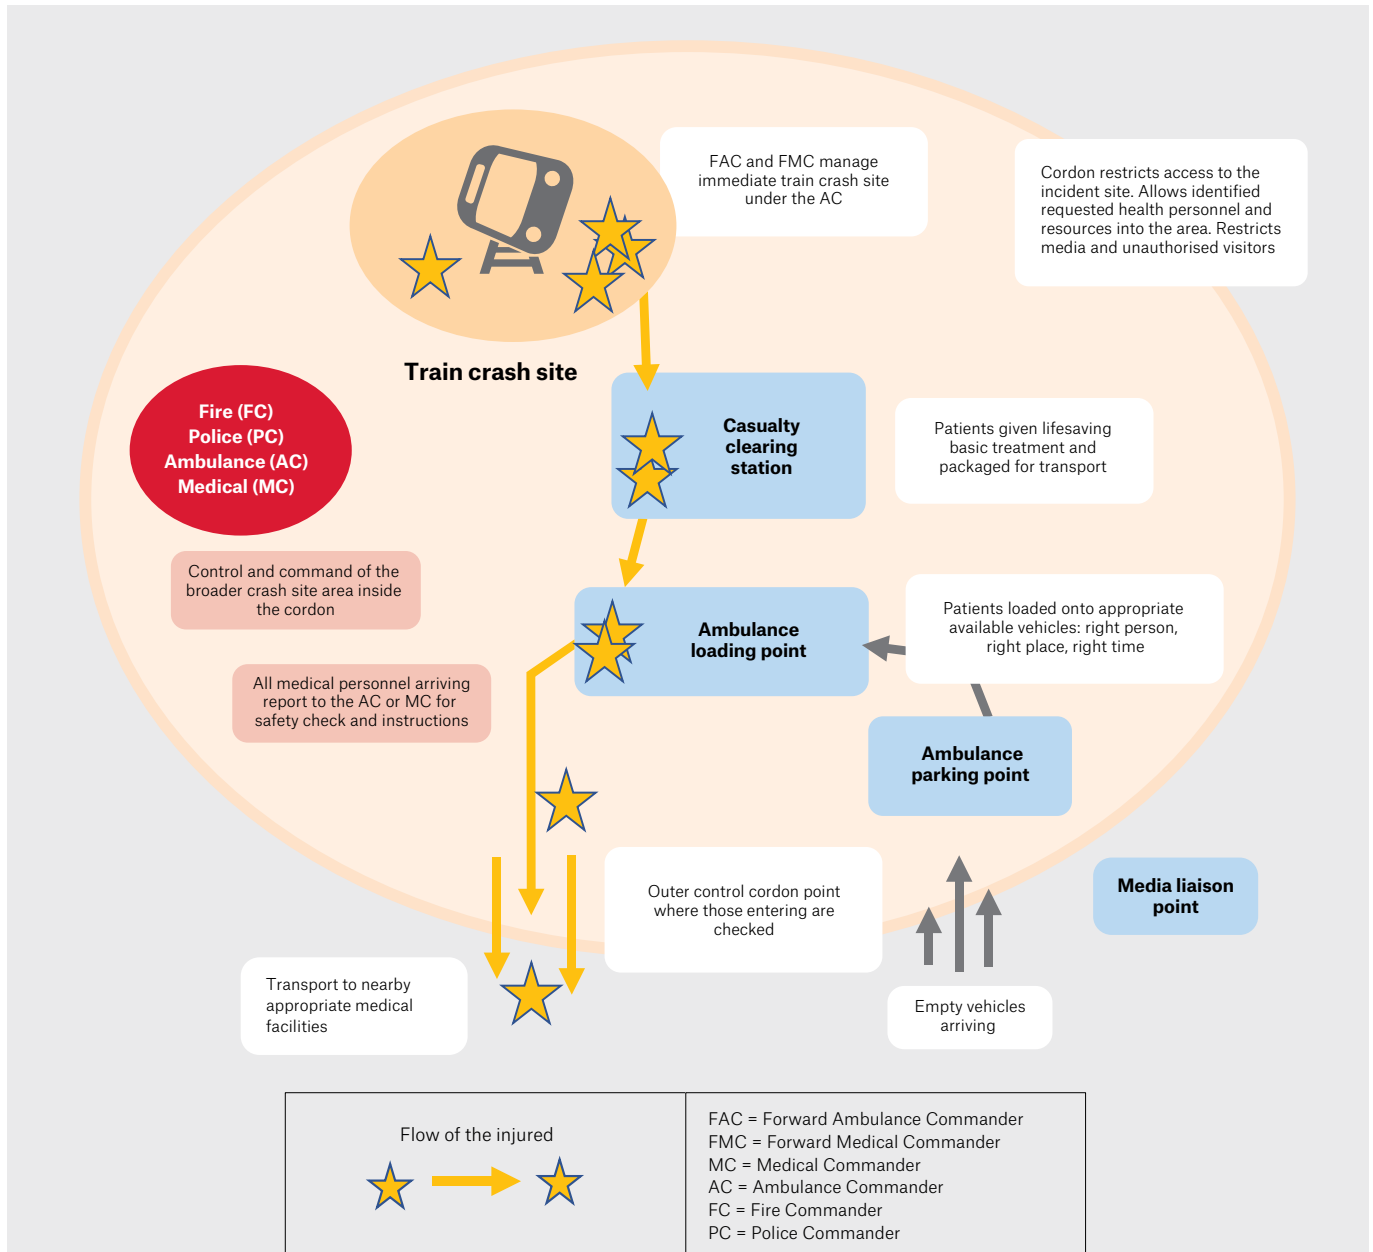 FAC and FMC manage
immediate train crash site
under the AC
Cordon restricts access to the
incident site. Allows identified
requested health personnel and
resources into the area. Restricts
media and unauthorised visitors
Train crash site
Fire (FC)
Police (PC)
Ambulance (AC)
Medical (MC)
Casualty
clearing
station
Patients given lifesaving
basic treatment and
packaged for transport
Control and command of the
broader crash site area inside
the cordon
Ambulance
loading point
Patients loaded onto appropriate
available vehicles: right person,
right place, right time
All medical personnel arriving
report to the AC or MC for
safety check and instructions
Ambulance
parking point
Outer control cordon point
where those entering are
checked
Media liaison
point
Transport to nearby
appropriate medical
facilities
Empty vehicles
arriving
Flow of the injured
FAC = Forward Ambulance Commander
FMC = Forward Medical Commander
MC = Medical Commander
AC = Ambulance Commander
FC = Fire Commander
PC = Police Commander